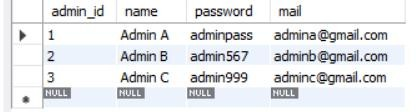 admin_id name password mail
1 Admin A adminpass admina@gmail.com
2 Admin B admin567 adminb@gmail.com
3 Admin C admin999 adminc@gmail.com
NULL NULL NULL NULL